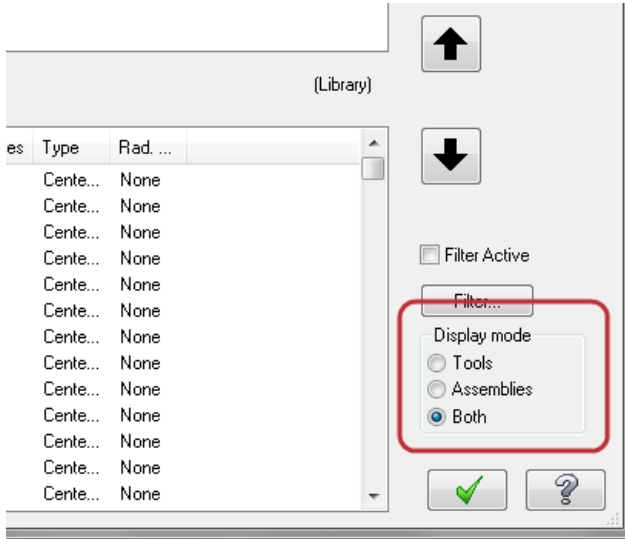 (Library)
es Type Rad. ...
Cente... None
Cente... None
Cente... None
Cente... None
Cente... None
Cente... None
Cente... None
Cente... None
Cente... None
Cente... None
Cente... None
Cente... None
Cente... None
Filter Active
Filter...
Display mode
Tools
Assemblies
Both